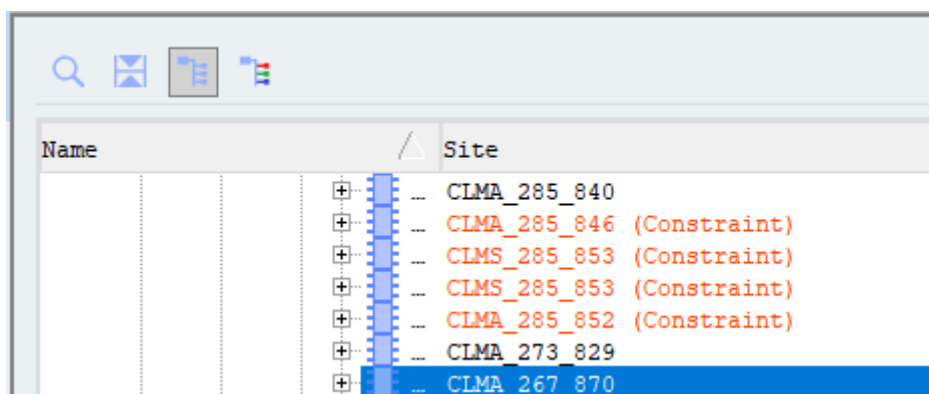 Name Site
... CLMA_285_840
... CLMA_285_846 (Constraint)
... CLMS_285_853 (Constraint)
... CLMS_285_853 (Constraint)
... CLMA_285_852 (Constraint)
... CLMA_273_829
... CLMA_267_870